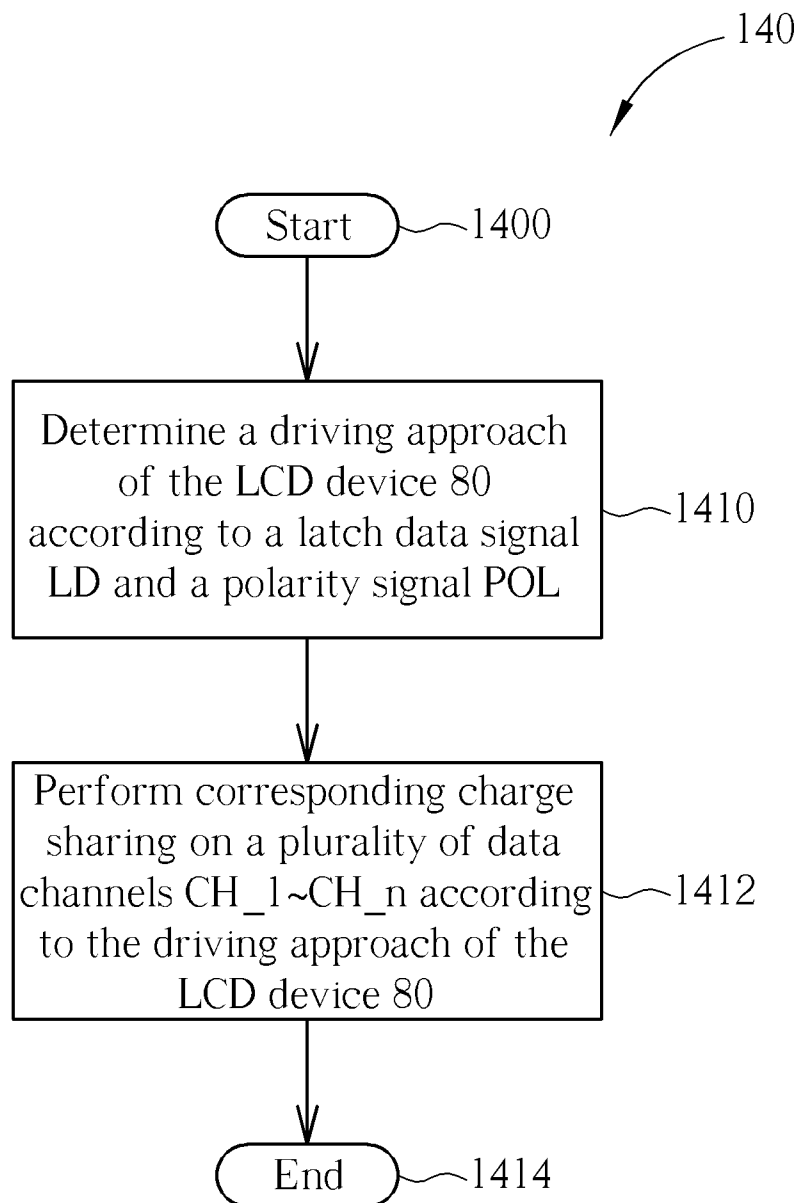 140
Start
1400
Determine a driving approach
of the LCD device 80
according to a latch data signal
LD and a polarity signal POL
1410
Perform corresponding charge
sharing on a plurality of data
channels CH_1~CH_n according
to the driving approach of the
LCD device 80
1412
End
1414